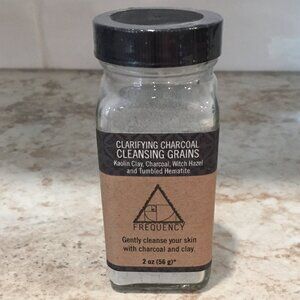 CLARIFYING CHARCOAL
CLEANSING GRAINS
Kaolin Clay, Charcoal, Witch Hazel
and Tumbled Hematite
FREQUENCY
Gently cleanse your skin
with charcoal and clay
2 oz (56 g)*